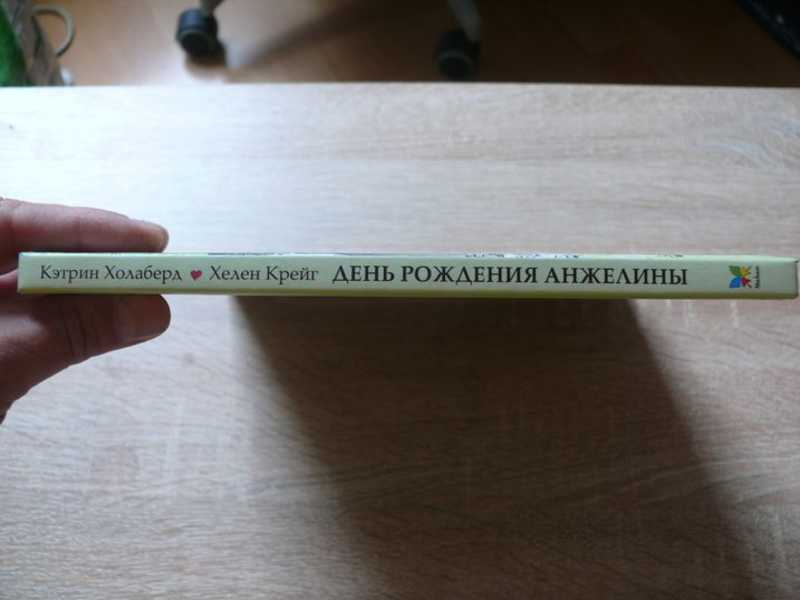 Кэтрин Холаберд ♥ Хелен Крейг ДЕНЬ РОЖДЕНИЯ АНЖЕЛИНЫ